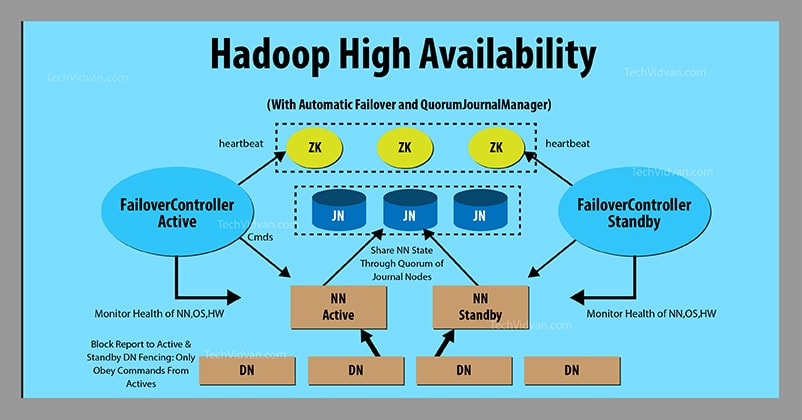 Hadoop High Availability
TechVidvan.com
TechVidvan.com
(With Automatic Failover and QuorumJournalManager)
heartbeat
ZK
ZK
ZK
heartbeat
FailoverController
Active
TechVidvan.com
JN
JN
JN
TechVidvan.com
FailoverController
Standby
Cmds
Share NN State
Through Quorum of
Journal Nodes
NN
Active
NN
Standby
TechVidvan.com
Monitor Health of NN,OS,HW
Monitor Health of NN,OS,HW
Block Report to Active &
Standby DN Fencing: Only
Obey Commands From
Actives
TechVidvan.com
DN
DN
DN
DN